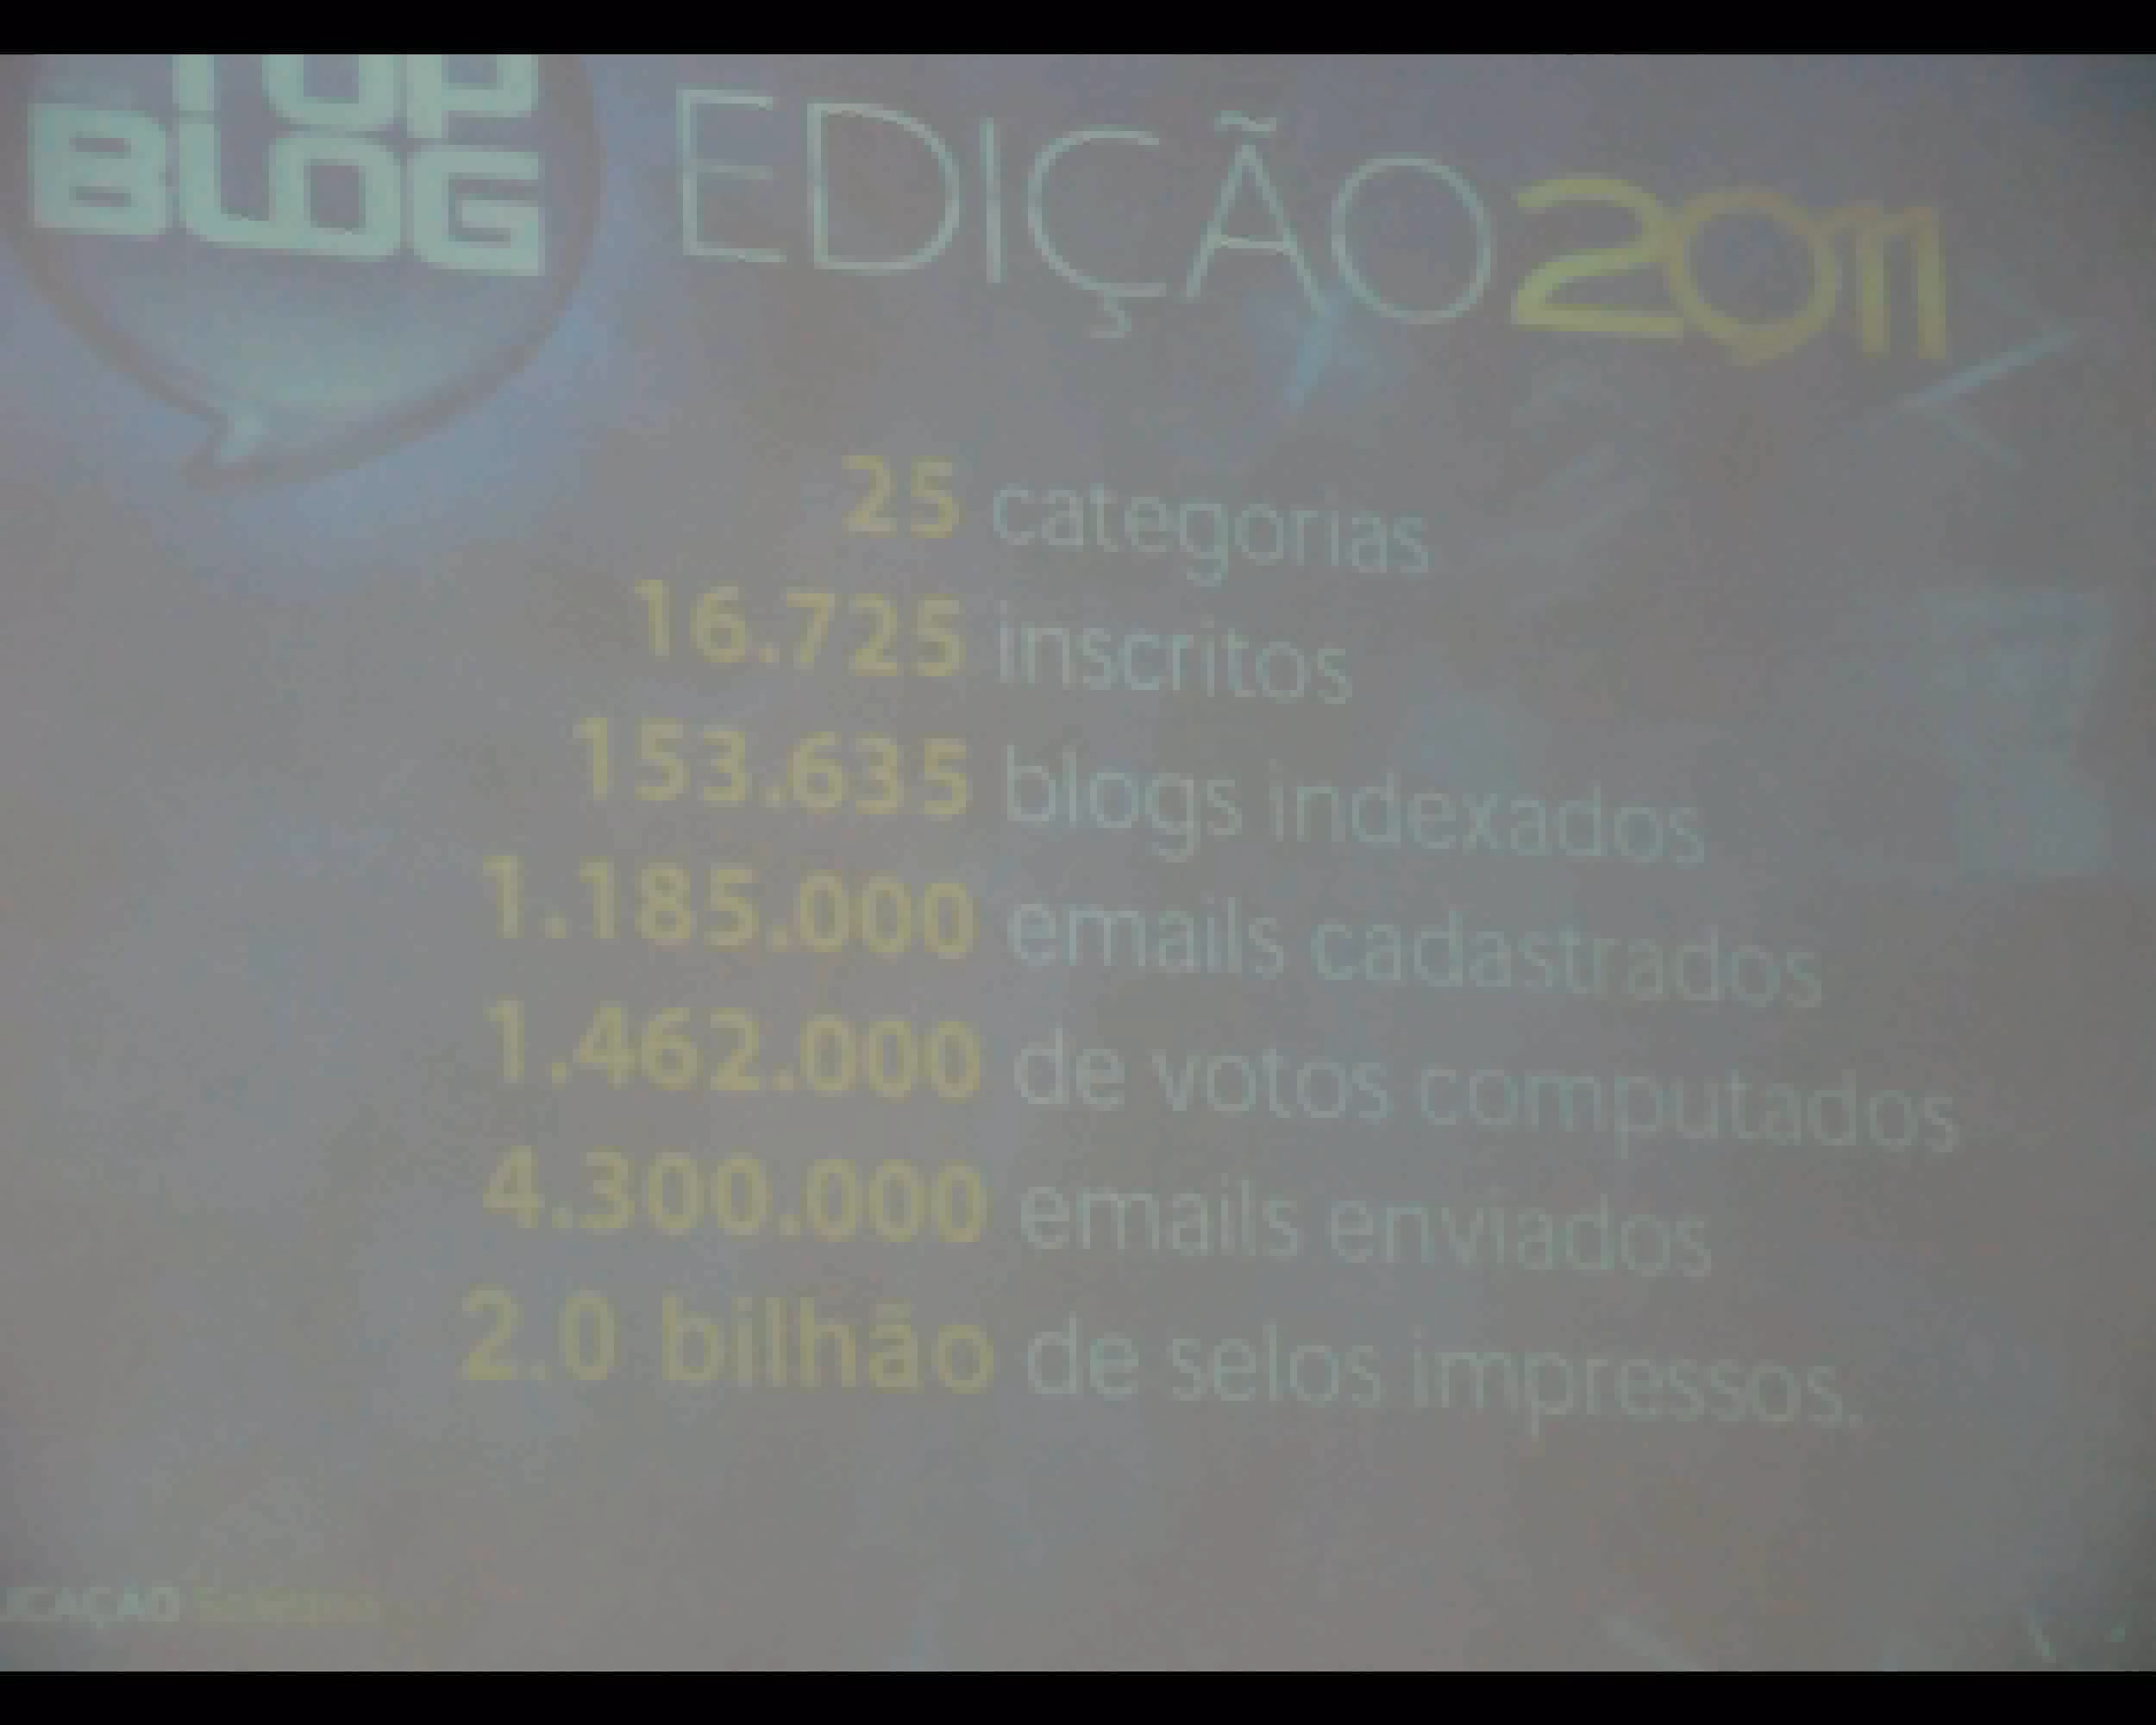 TOP
BLOG
EDIÇÃO 2011
25 categorias
16.725 inscritos
153.635 blogs indexados
1.185.000 emails cadastrados
1.462.000 de votos computados
4.300.000 emails enviados
2.0 bilhão de selos impressos.
ICAÇÃO